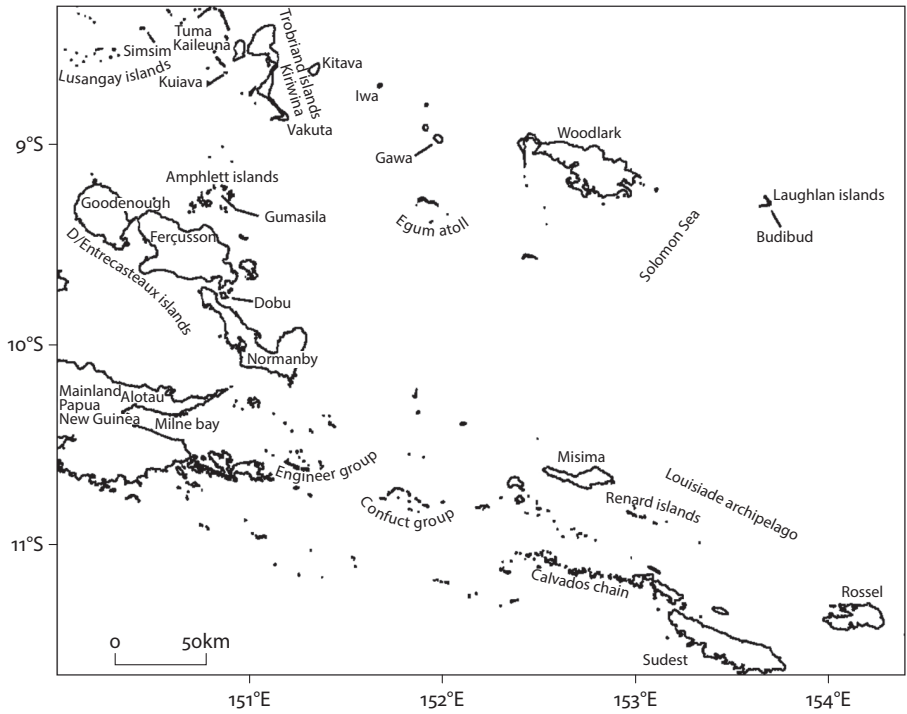 Tuma
Kaileuna
Simsim
Lusangay islands
Kuiava
Trobriand islands
Kiriwina
Kitava
Vakuta
Iwa
Gawa
Woodlark
9°S
Amphlett islands
Goodenough
Gumasila
Egum atoll
Laughlan islands
Budibud
Solomon Sea
Ferçusson
D/Entrecasteaux islands
Dobu
10°S
Normanby
Mainland
Papua
New Guinea
Alotau
Milne bay
Engineer group
Misima
Louisiade archipelago
Renard islands
Confuct group
11°S
Calvados chain
Rossel
Sudest
0 50km
151°E 152°E 153°E 154°E